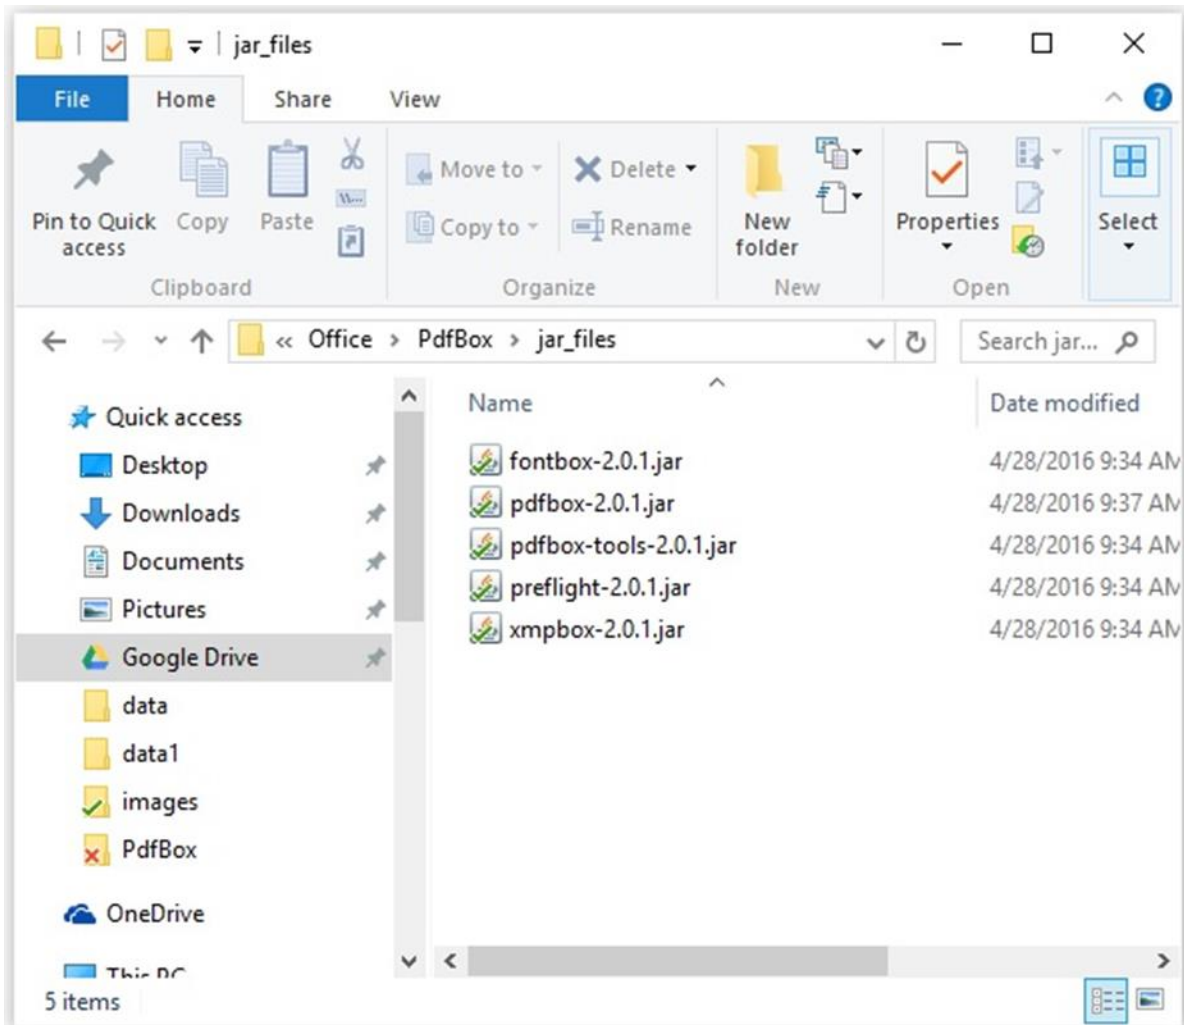 jar_files
File Home Share View
Pin to Quick access Copy Paste
Move to Delete
Copy to Rename
New folder Properties Select
Clipboard Organize New Open
« Office > PdfBox > jar_files Search jar...
Quick access
Desktop
Downloads
Documents
Pictures
Google Drive
data
data1
images
PdfBox
OneDrive
This PC
Name Date modified
fontbox-2.0.1.jar 4/28/2016 9:34 AM
pdfbox-2.0.1.jar 4/28/2016 9:37 AM
pdfbox-tools-2.0.1.jar 4/28/2016 9:34 AM
preflight-2.0.1.jar 4/28/2016 9:34 AM
xmpbox-2.0.1.jar 4/28/2016 9:34 AM
5 items